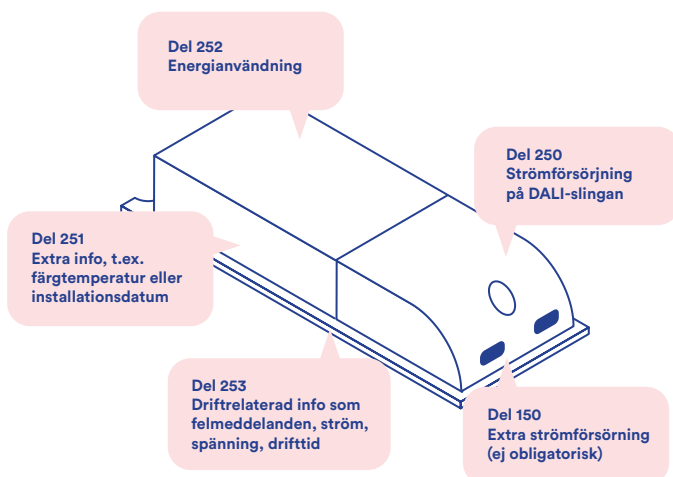 Del 252
Energianvändning
Del 250
Strömförsörjning
på DALI-slingan
Del 251
Extra info, t.ex.
färgtemperatur eller
installationsdatum
Del 253
Driftrelaterad info som
felmeddelanden, ström,
spänning, drifttid
Del 150
Extra strömförsörning
(ej obligatorisk)